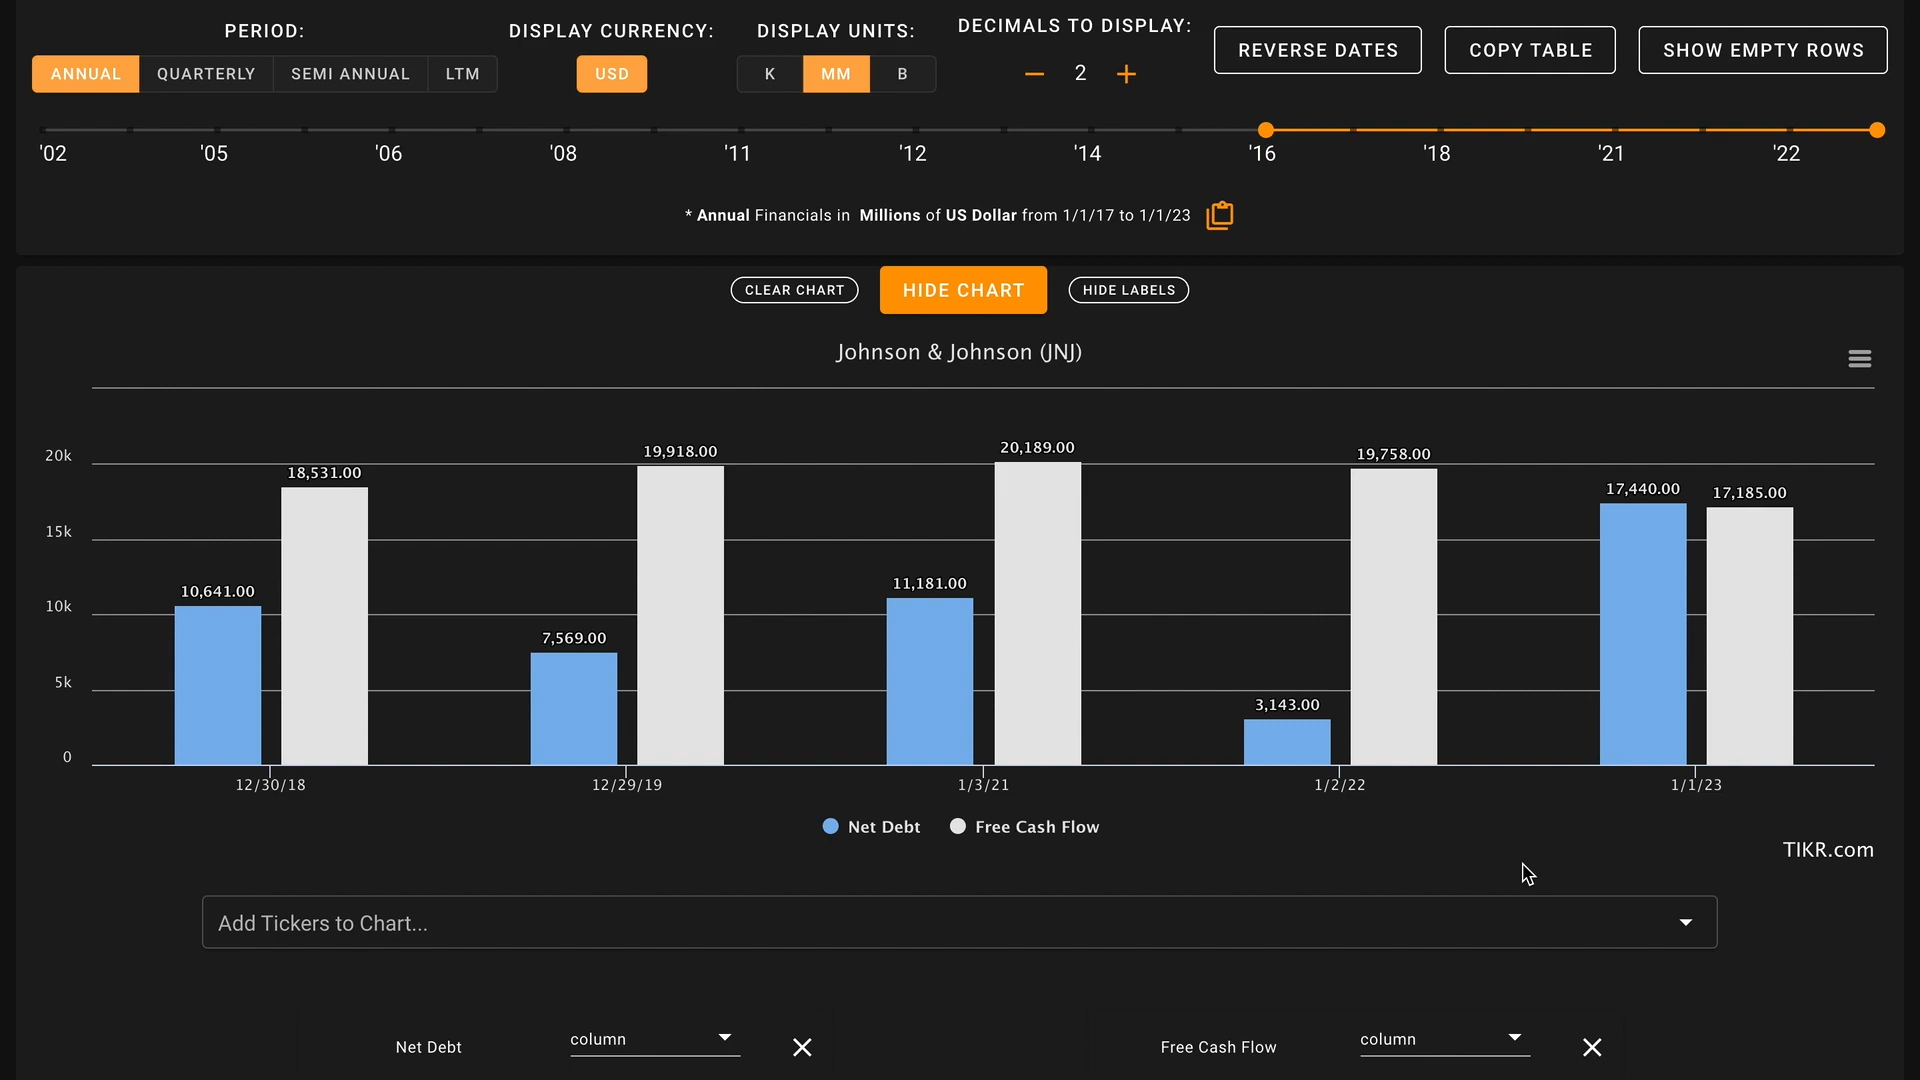 PERIOD:
ANNUAL QUARTERLY SEMI ANNUAL LTM
DISPLAY CURRENCY:
USD
DISPLAY UNITS:
K MM B
DECIMALS TO DISPLAY:
2
REVERSE DATES
COPY TABLE
SHOW EMPTY ROWS
'02 '05 '06 '08 '11 '12 '14 '16 '18 '21 '22
* Annual Financials in Millions of US Dollar from 1/1/17 to 1/1/23
CLEAR CHART
HIDE CHART
HIDE LABELS
Johnson & Johnson (JNJ)
20k
15k
10k
5k
0
10,641.00
18,531.00
7,569.00
19,918.00
11,181.00
20,189.00
3,143.00
19,758.00
17,440.00
17,185.00
12/30/18 12/29/19 1/3/21 1/2/22 1/1/23
Net Debt Free Cash Flow
TIKR.com
Add Tickers to Chart...
Net Debt column
Free Cash Flow column